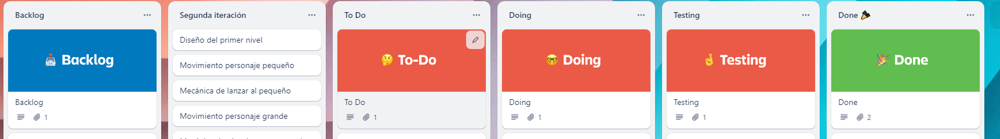 Backlog
Backlog
Backlog
1
Segunda iteración
Diseño del primer nivel
Movimiento personaje pequeño
Mecánica de lanzar al pequeño
Movimiento personaje grande
To Do
🤔 To-Do
To Do
1
Doing
🤓 Doing
Doing
1
Testing
🤞 Testing
Testing
1
Done 🎉
🎉 Done
Done
2